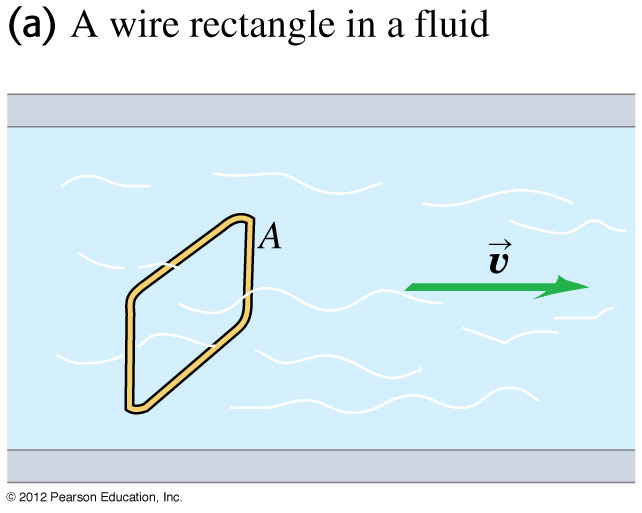 (a) A wire rectangle in a fluid
A
v
© 2012 Pearson Education, Inc.